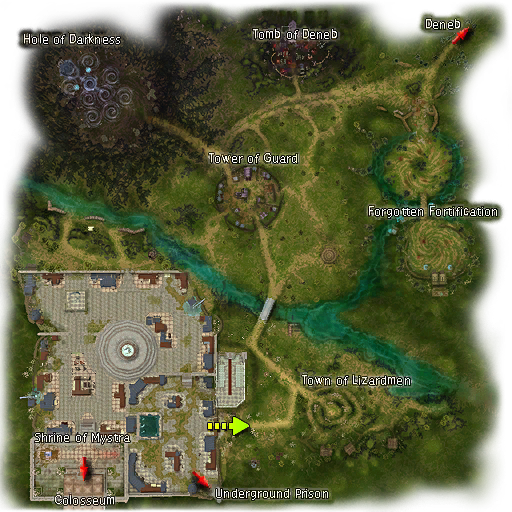 Deneb
Hole of Darkness
Tomb of Deneb
Tower of Guard
Forgotten Fortification
Town of Lizardmen
Shrine of Mystra
Colosseum
Underground Prison